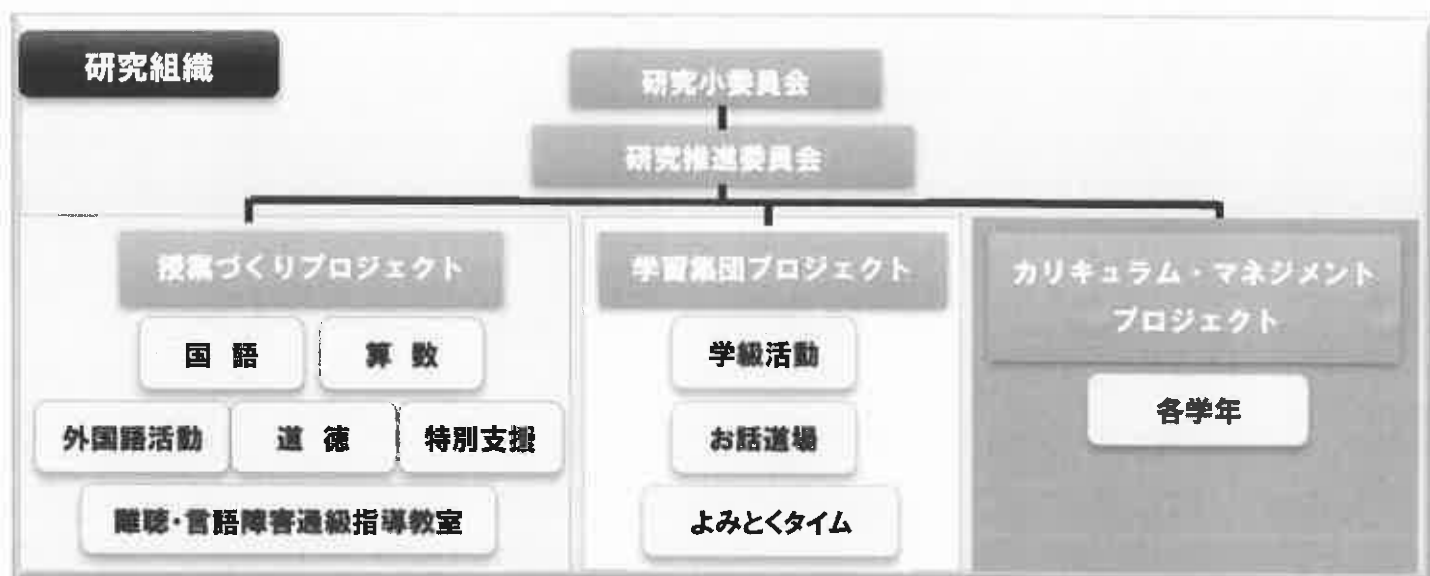 研究組織
研究小委員会
研究推進委員会
授業づくりプロジェクト
国 語
算 数
外国語活動
道 徳
特別支援
難聴・言語障害通級指導教室
学習集団プロジェクト
学級活動
お話道場
よみとくタイム
カリキュラム・マネジメント
プロジェクト
各学年